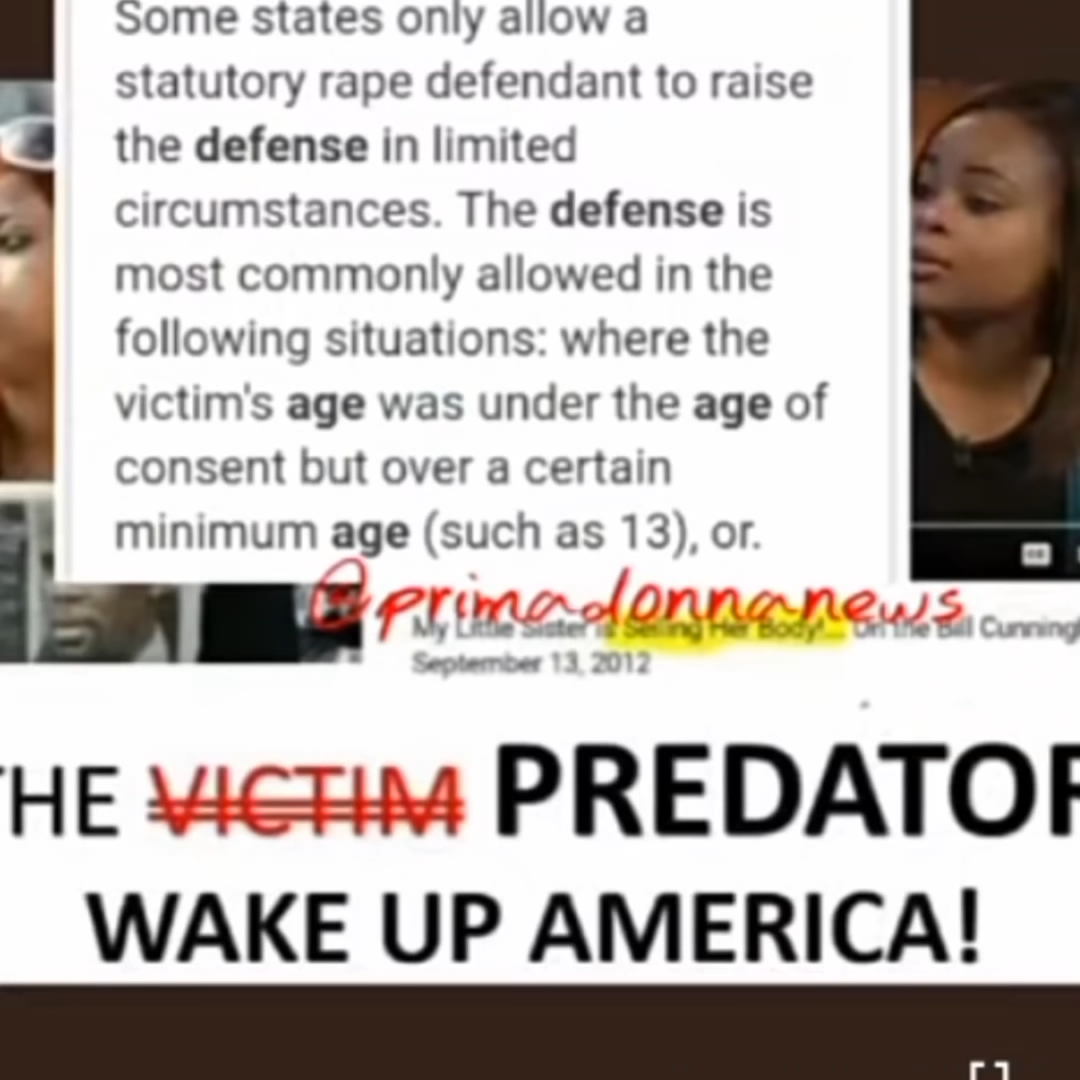 Some states only allow a
statutory rape defendant to raise
the defense in limited
circumstances. The defense is
most commonly allowed in the
following situations: where the
victim's age was under the age of
consent but over a certain
minimum age (such as 13), or.
@primadonnanews
My Little Sister is Selling Her Body!... On the Bill Cunningh
September 13, 2012
THE VICTIM PREDATOR
WAKE UP AMERICA!